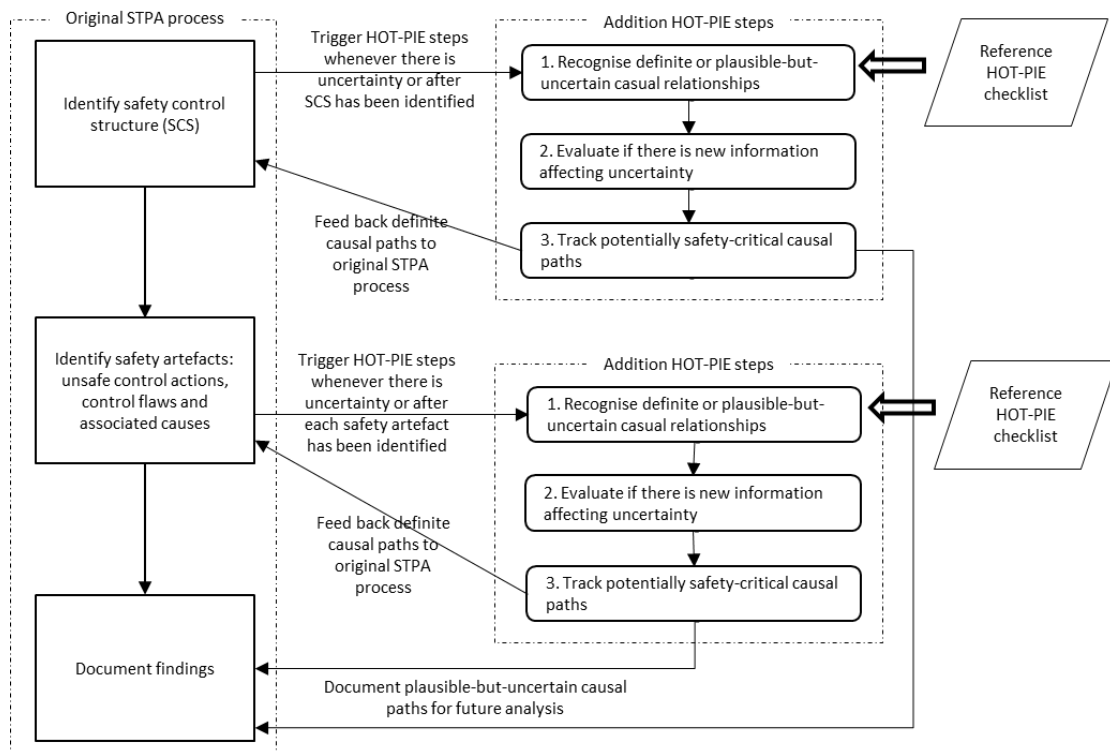 Original STPA process
Addition HOT-PIE steps
Trigger HOT-PIE steps
whenever there is
uncertainty or after
SCS has been identified
Identify safety control
structure (SCS)
1. Recognise definite or plausible-but-
uncertain casual relationships
Reference
HOT-PIE
checklist
2. Evaluate if there is new information
affecting uncertainty
3. Track potentially safety-critical causal
paths
Feed back definite
causal paths to
original STPA
process
Identify safety artefacts:
unsafe control actions,
control flaws and
associated causes
Trigger HOT-PIE steps
whenever there is
uncertainty or after
each safety artefact
has been identified
Addition HOT-PIE steps
1. Recognise definite or plausible-but-
uncertain casual relationships
Reference
HOT-PIE
checklist
2. Evaluate if there is new information
affecting uncertainty
3. Track potentially safety-critical causal
paths
Feed back definite
causal paths to
original STPA
process
Document findings
Document plausible-but-uncertain causal
paths for future analysis